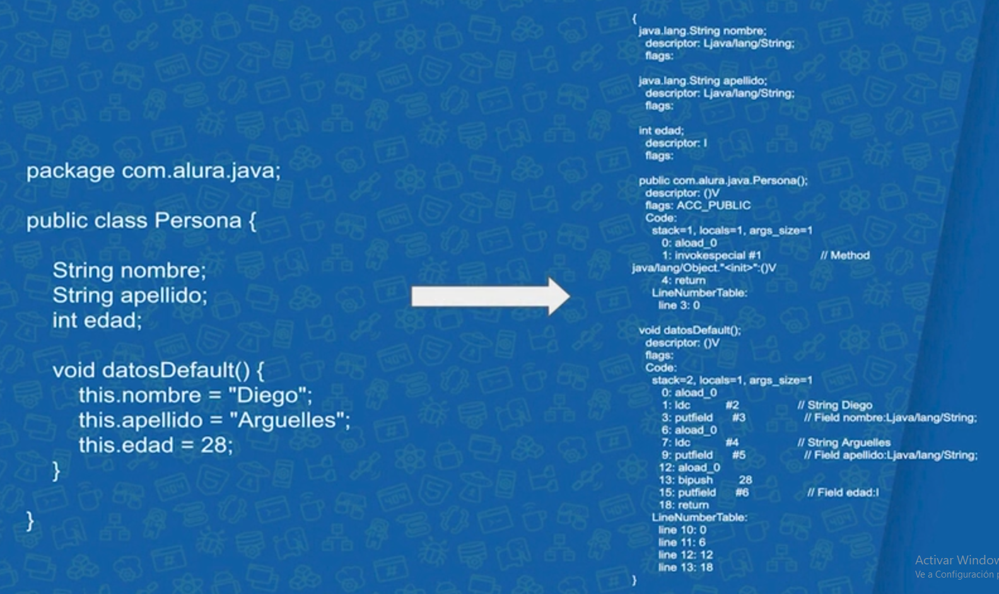 package com.alura.java;
public class Persona {
String nombre;
String apellido;
int edad;
void datosDefault() {
this.nombre = "Diego";
this.apellido = "Arguelles";
this.edad = 28;
}
}
{
java.lang.String nombre;
descriptor: Ljava/lang/String;
flags:
java.lang.String apellido;
descriptor: Ljava/lang/String;
flags:
int edad;
descriptor: I
flags:
public com.alura.java.Persona();
descriptor: ()V
flags: ACC_PUBLIC
Code:
stack=1, locals=1, args_size=1
0: aload_0
1: invokespecial #1 // Method
java/lang/Object."<init>":()V
4: return
LineNumberTable:
line 3: 0
void datosDefault();
descriptor: ()V
flags:
Code:
stack=2, locals=1, args_size=1
0: aload_0
1: ldc #2 // String Diego
3: putfield #3 // Field nombre:Ljava/lang/String;
6: aload_0
7: ldc #4 // String Arguelles
9: putfield #5 // Field apellido:Ljava/lang/String;
12: aload_0
13: bipush 28
15: putfield #6 // Field edad:I
18: return
LineNumberTable:
line 10: 0
line 11: 6
line 12: 12
line 13: 18
}
Activar Window
Ve a Configuración p